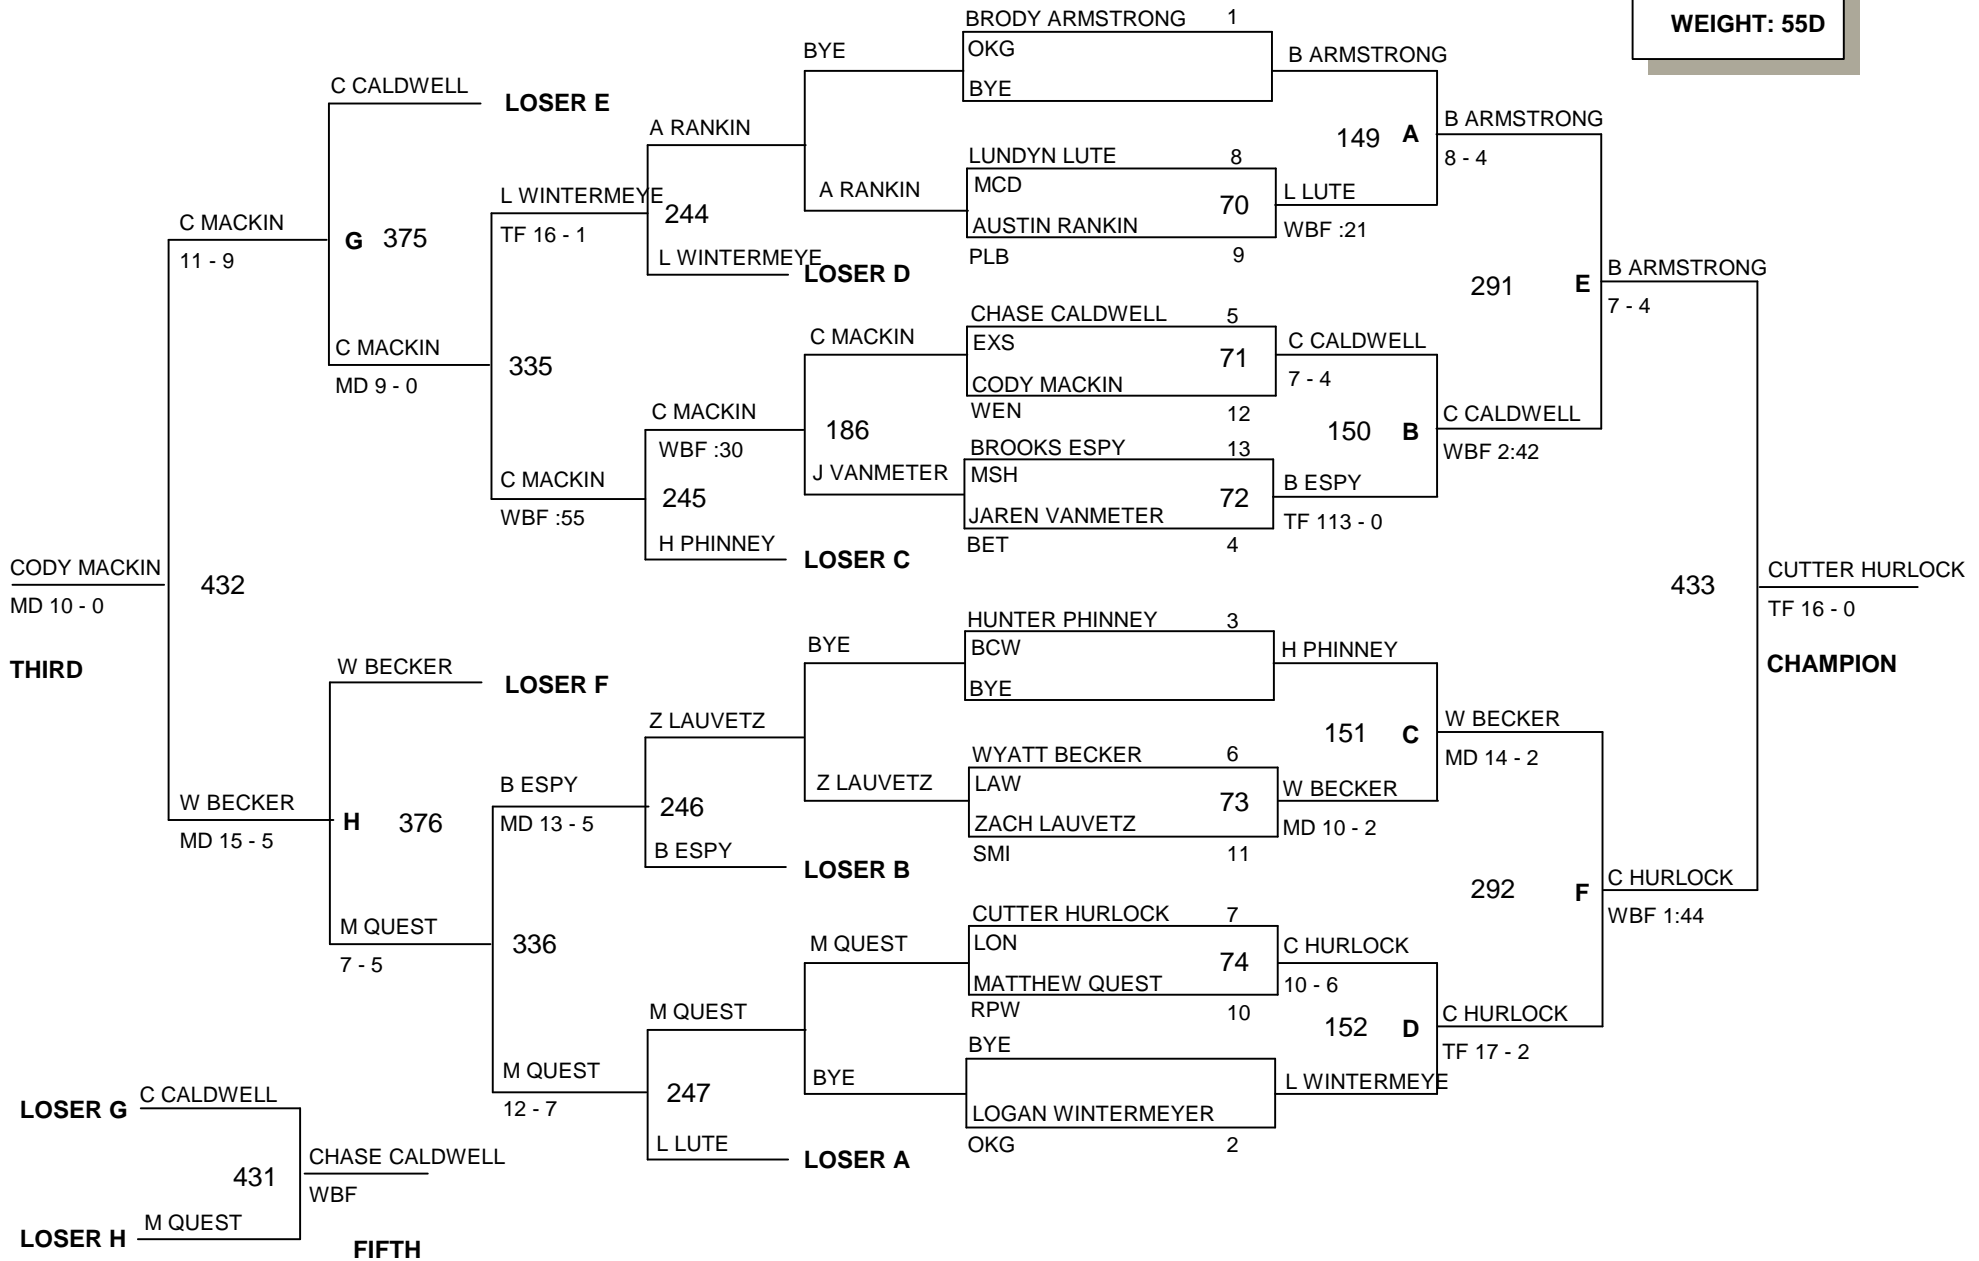 WEIGHT: 55D
BRODY ARMSTRONG 1
OKG
BYE
BYE
B ARMSTRONG
LUNDYN LUTE 8
MCD
70
AUSTIN RANKIN
PLB 9
A RANKIN
L LUTE
WBF :21
149 A
B ARMSTRONG
8 - 4
CHASE CALDWELL 5
EXS
71
CODY MACKIN
WEN 12
C MACKIN
C CALDWELL
7 - 4
BROOKS ESPY 13
MSH
72
JAREN VANMETER
BET 4
J VANMETER
B ESPY
TF 113 - 0
150 B
C CALDWELL
WBF 2:42
291 E
B ARMSTRONG
7 - 4
HUNTER PHINNEY 3
BCW
BYE
BYE
H PHINNEY
WYATT BECKER 6
LAW
73
ZACH LAUVETZ
SMI 11
Z LAUVETZ
W BECKER
MD 10 - 2
151 C
W BECKER
MD 14 - 2
CUTTER HURLOCK 7
LON
74
MATTHEW QUEST
RPW 10
M QUEST
C HURLOCK
10 - 6
BYE
LOGAN WINTERMEYER
OKG 2
BYE
L WINTERMEYE
152 D
C HURLOCK
TF 17 - 2
292 F
C HURLOCK
WBF 1:44
433
CUTTER HURLOCK
TF 16 - 0
CHAMPION
A RANKIN
244
L WINTERMEYE
LOSER D
L WINTERMEYE
TF 16 - 1
186
C MACKIN
WBF :30
245
H PHINNEY
LOSER C
C MACKIN
WBF :55
335
C MACKIN
MD 9 - 0
C CALDWELL
LOSER E
G 375
C MACKIN
11 - 9
Z LAUVETZ
246
B ESPY
LOSER B
B ESPY
MD 13 - 5
M QUEST
247
L LUTE
LOSER A
M QUEST
12 - 7
336
M QUEST
7 - 5
W BECKER
LOSER F
H 376
W BECKER
MD 15 - 5
432
CODY MACKIN
MD 10 - 0
THIRD
LOSER G C CALDWELL
431
CHASE CALDWELL
WBF
LOSER H M QUEST
FIFTH